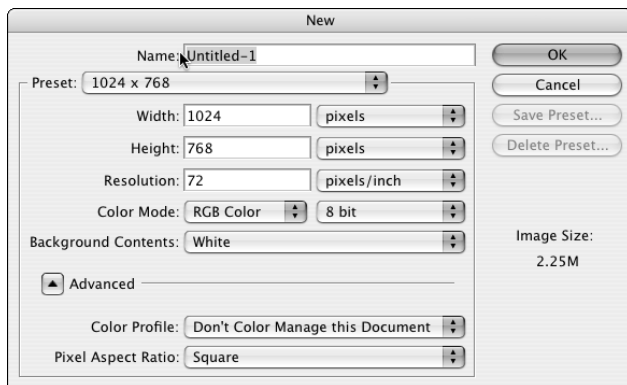 New
Name: Untitled-1
OK
Preset: 1024 x 768
Cancel
Width: 1024 pixels
Save Preset...
Height: 768 pixels
Delete Preset...
Resolution: 72 pixels/inch
Color Mode: RGB Color 8 bit
Background Contents: White
Image Size:
2.25M
Advanced
Color Profile: Don't Color Manage this Document
Pixel Aspect Ratio: Square